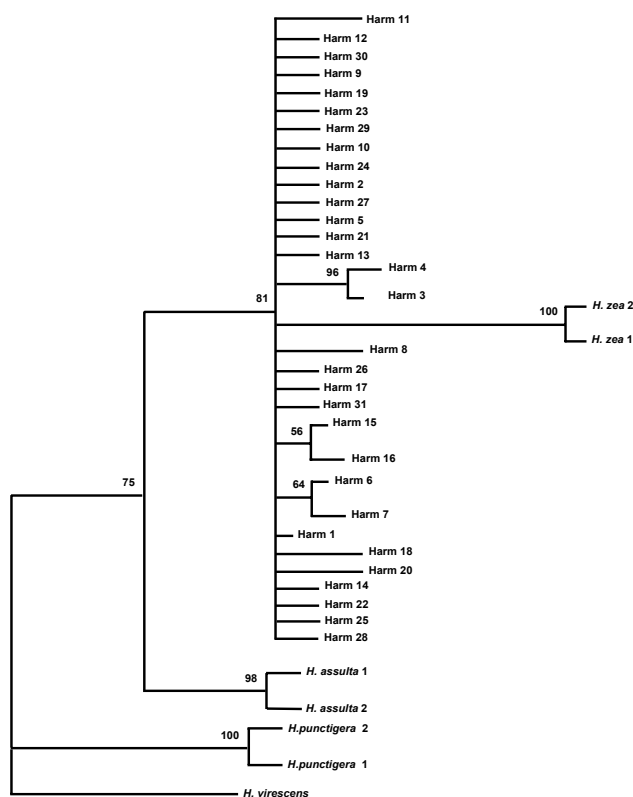 Harm 11
Harm 12
Harm 30
Harm 9
Harm 19
Harm 23
Harm 29
Harm 10
Harm 24
Harm 2
Harm 27
Harm 5
Harm 21
Harm 13
96
Harm 4
Harm 3
81
100
H. zea 2
H. zea 1
Harm 8
Harm 26
Harm 17
Harm 31
56
Harm 15
Harm 16
75
64
Harm 6
Harm 7
Harm 1
Harm 18
Harm 20
Harm 14
Harm 22
Harm 25
Harm 28
98
H. assulta 1
H. assulta 2
100
H.punctigera 2
H.punctigera 1
H. virescens